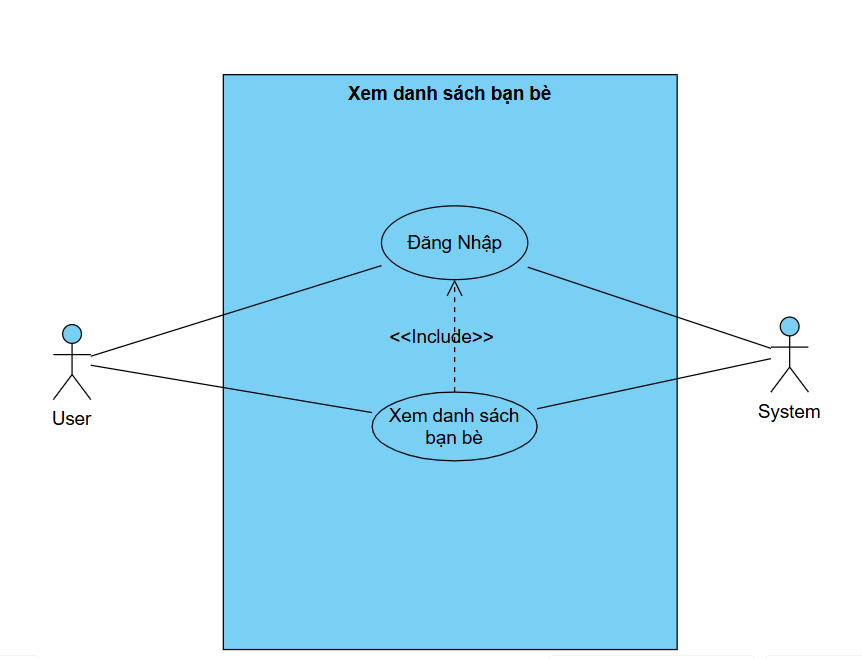 Xem danh sách bạn bè
Đăng Nhập
<<Include>>
Xem danh sách
bạn bè
User
System